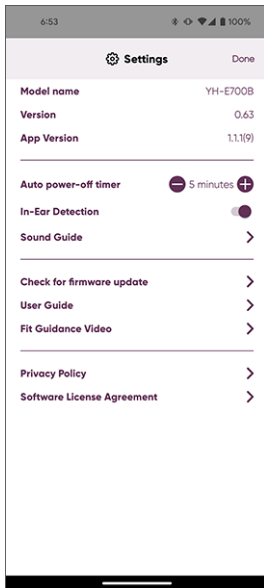 6:53 100%
Settings Done
Model name YH-E700B
Version 0.63
App Version 1.1.1(9)
Auto power-off timer 5 minutes
In-Ear Detection
Sound Guide
Check for firmware update
User Guide
Fit Guidance Video
Privacy Policy
Software License Agreement